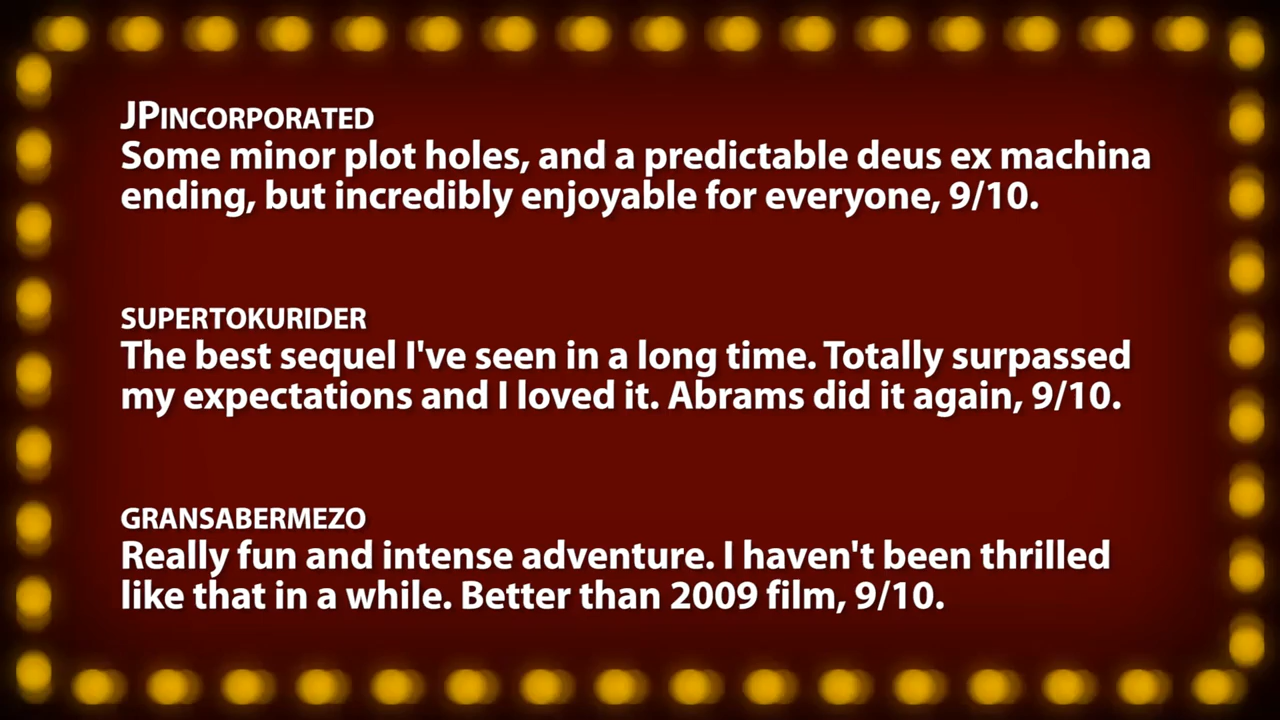 JPINCORPORATED
Some minor plot holes, and a predictable deus ex machina
ending, but incredibly enjoyable for everyone, 9/10.
SUPERTOKURIDER
The best sequel I've seen in a long time. Totally surpassed
my expectations and I loved it. Abrams did it again, 9/10.
GRANSABERMEZO
Really fun and intense adventure. I haven't been thrilled
like that in a while. Better than 2009 film, 9/10.